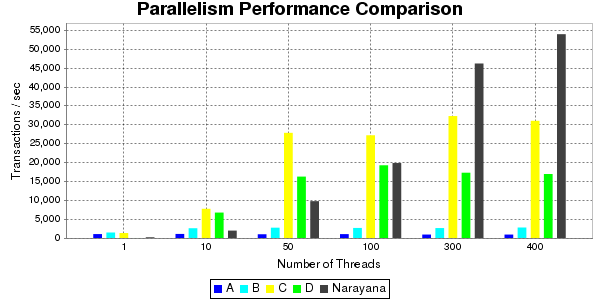 Parallelism Performance Comparison
55,000
50,000
45,000
40,000
35,000
30,000
25,000
20,000
15,000
10,000
5,000
0
Transactions / sec
1 10 50 100 300 400
Number of Threads
A B C D Narayana